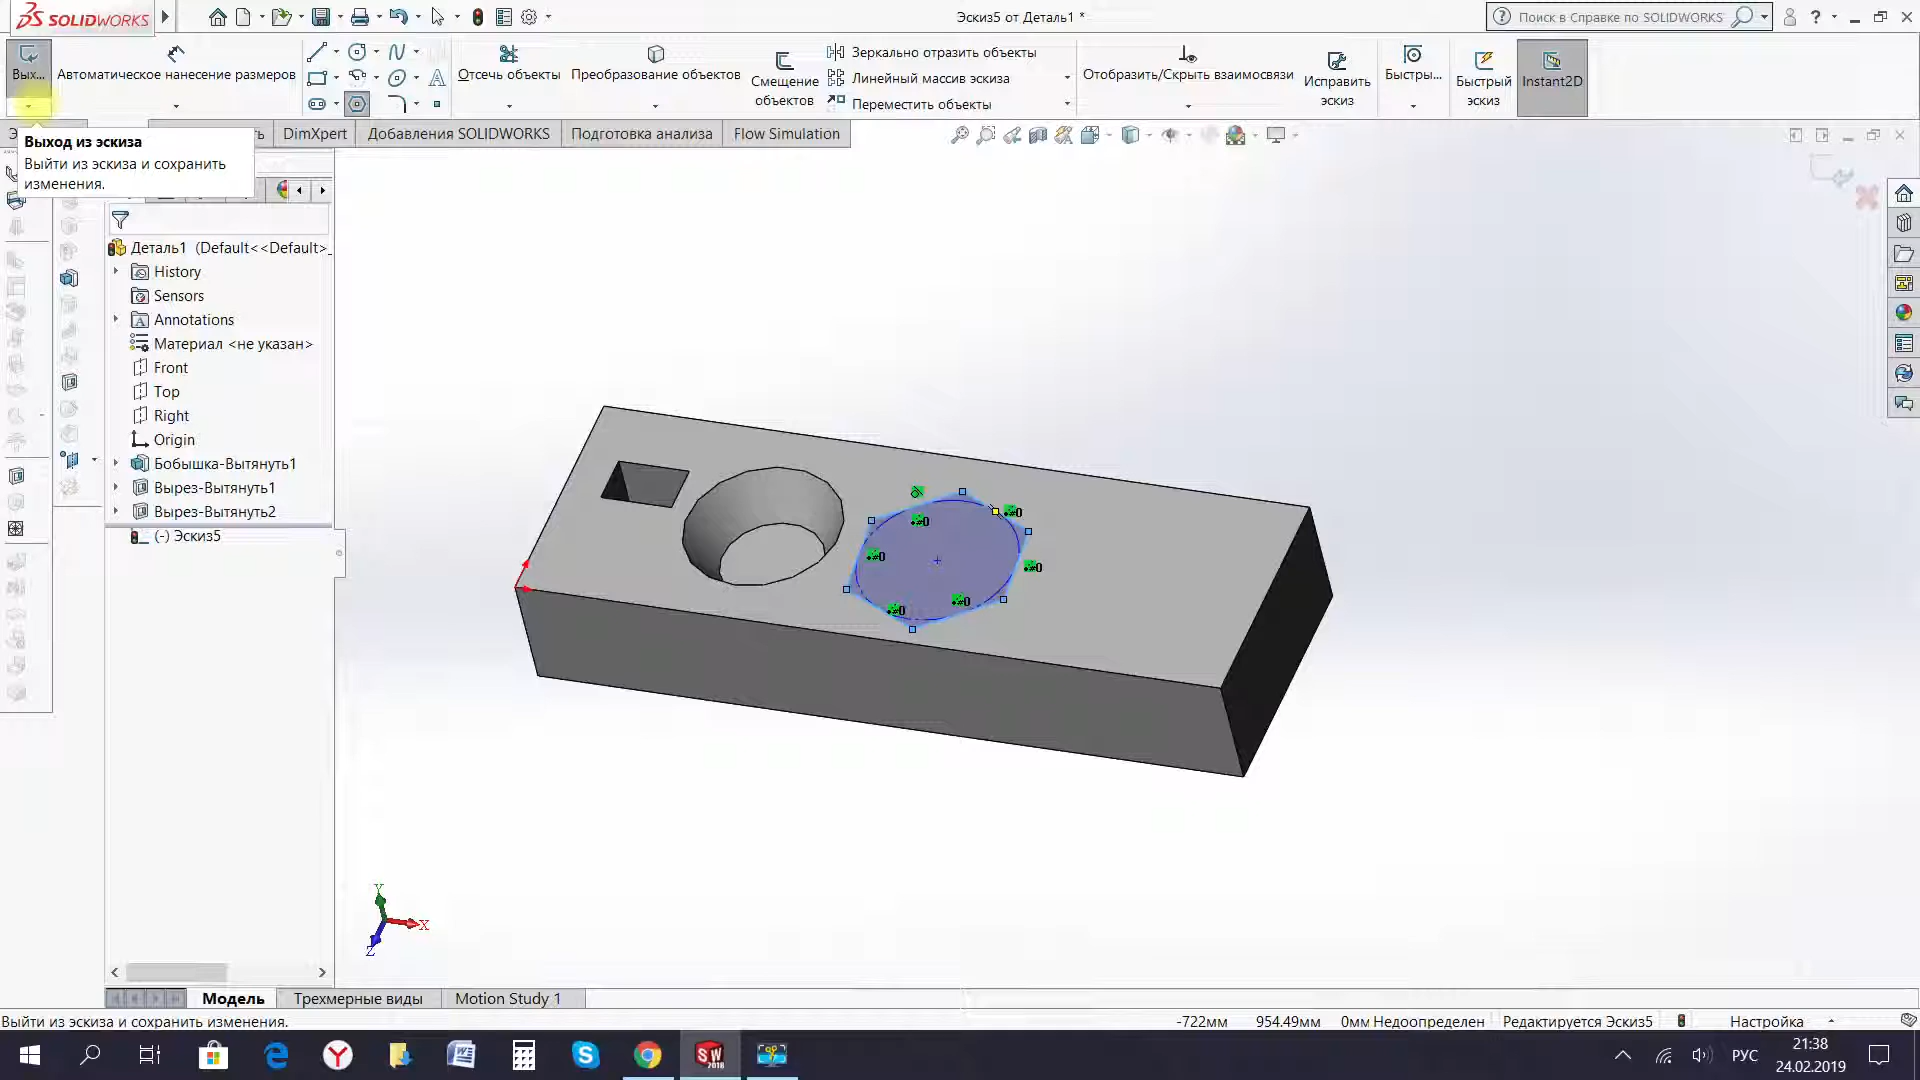 SOLIDWORKS
Эскиз5 от Деталь1 *
Поиск в Справке по SOLIDWORKS
?
Вых...
Автоматическое нанесение размеров
Отсечь объекты
Преобразование объектов
Смещение
объектов
Зеркально отразить объекты
Линейный массив эскиза
Переместить объекты
Отобразить/Скрыть взаимосвязи
Исправить
эскиз
Быстры...
Быстрый
эскиз
Instant2D
DimXpert
Добавления SOLIDWORKS
Подготовка анализа
Flow Simulation
Выход из эскиза
Выйти из эскиза и сохранить
изменения.
Деталь1 (Default<<Default>_
History
Sensors
Annotations
Материал <не указан>
Front
Top
Right
Origin
Бобышка-Вытянуть1
Вырез-Вытянуть1
Вырез-Вытянуть2
(-) Эскиз5
Y
X
Z
Модель
Трехмерные виды
Motion Study 1
Выйти из эскиза и сохранить изменения.
-722мм
954.49мм
0мм Недоопределен
Редактируется Эскиз5
Настройка
SW
2018
РУС
21:38
24.02.2019